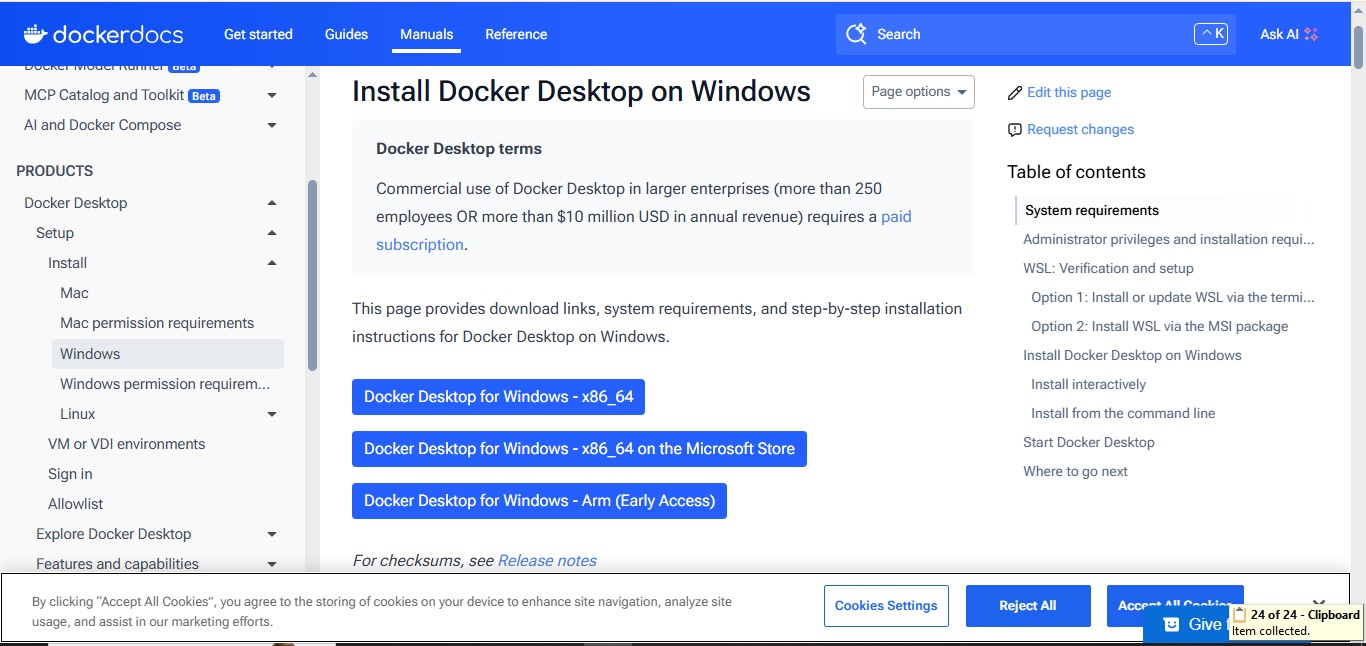 dockerdocs
Get started
Guides
Manuals
Reference
Search
^ K
Ask AI
Docker Model Runner Beta
MCP Catalog and Toolkit Beta
AI and Docker Compose
PRODUCTS
Docker Desktop
Setup
Install
Mac
Mac permission requirements
Windows
Windows permission requirem...
Linux
VM or VDI environments
Sign in
Allowlist
Explore Docker Desktop
Features and capabilities
Install Docker Desktop on Windows
Page options
Docker Desktop terms
Commercial use of Docker Desktop in larger enterprises (more than 250
employees OR more than $10 million USD in annual revenue) requires a paid
subscription.
This page provides download links, system requirements, and step-by-step installation
instructions for Docker Desktop on Windows.
Docker Desktop for Windows - x86_64
Docker Desktop for Windows - x86_64 on the Microsoft Store
Docker Desktop for Windows - Arm (Early Access)
For checksums, see Release notes
Edit this page
Request changes
Table of contents
System requirements
Administrator privileges and installation requi...
WSL: Verification and setup
Option 1: Install or update WSL via the termi...
Option 2: Install WSL via the MSI package
Install Docker Desktop on Windows
Install interactively
Install from the command line
Start Docker Desktop
Where to go next
By clicking “Accept All Cookies”, you agree to the storing of cookies on your device to enhance site navigation, analyze site
usage, and assist in our marketing efforts.
Cookies Settings
Reject All
Accept All Cookies
Give
24 of 24 - Clipboard
Item collected.